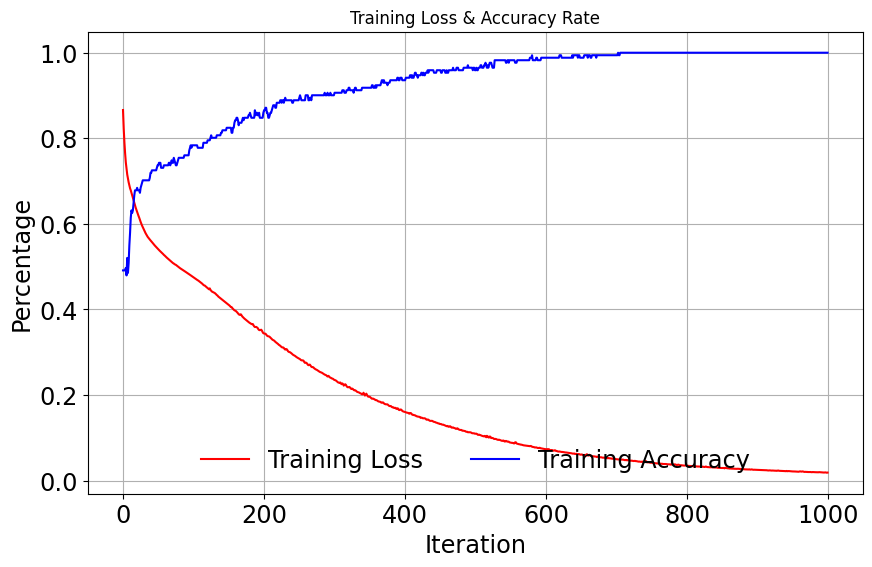 Training Loss & Accuracy Rate
1.0
0.8
0.6
0.4
0.2
0.0
Percentage
Training Loss
Training Accuracy
0 200 400 600 800 1000
Iteration